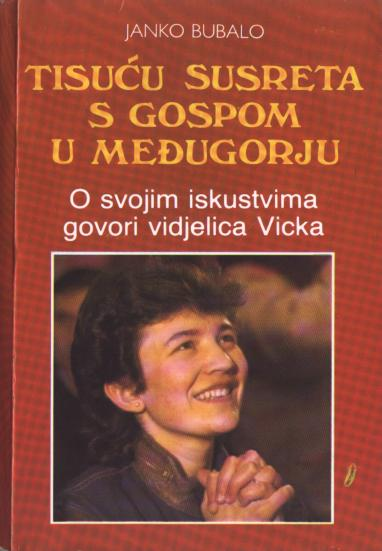 JANKO BUBALO
TISUĆU SUSRETA
S GOSPOM
U MEĐUGORJU
O svojim iskustvima
govori vidjelica Vicka